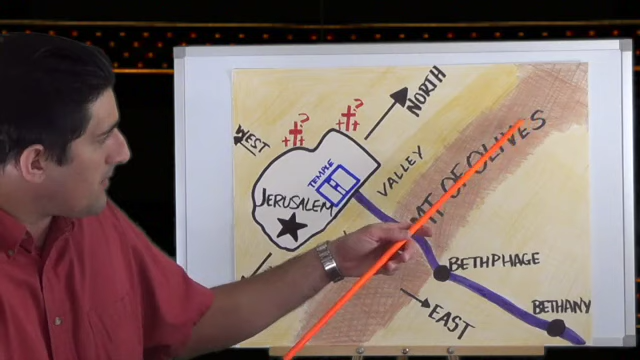 NORTH
WEST
?
?
TEMPLE
VALLEY
MT OF OLIVES
JERUSALEM
BETHPHAGE
EAST
BETHANY